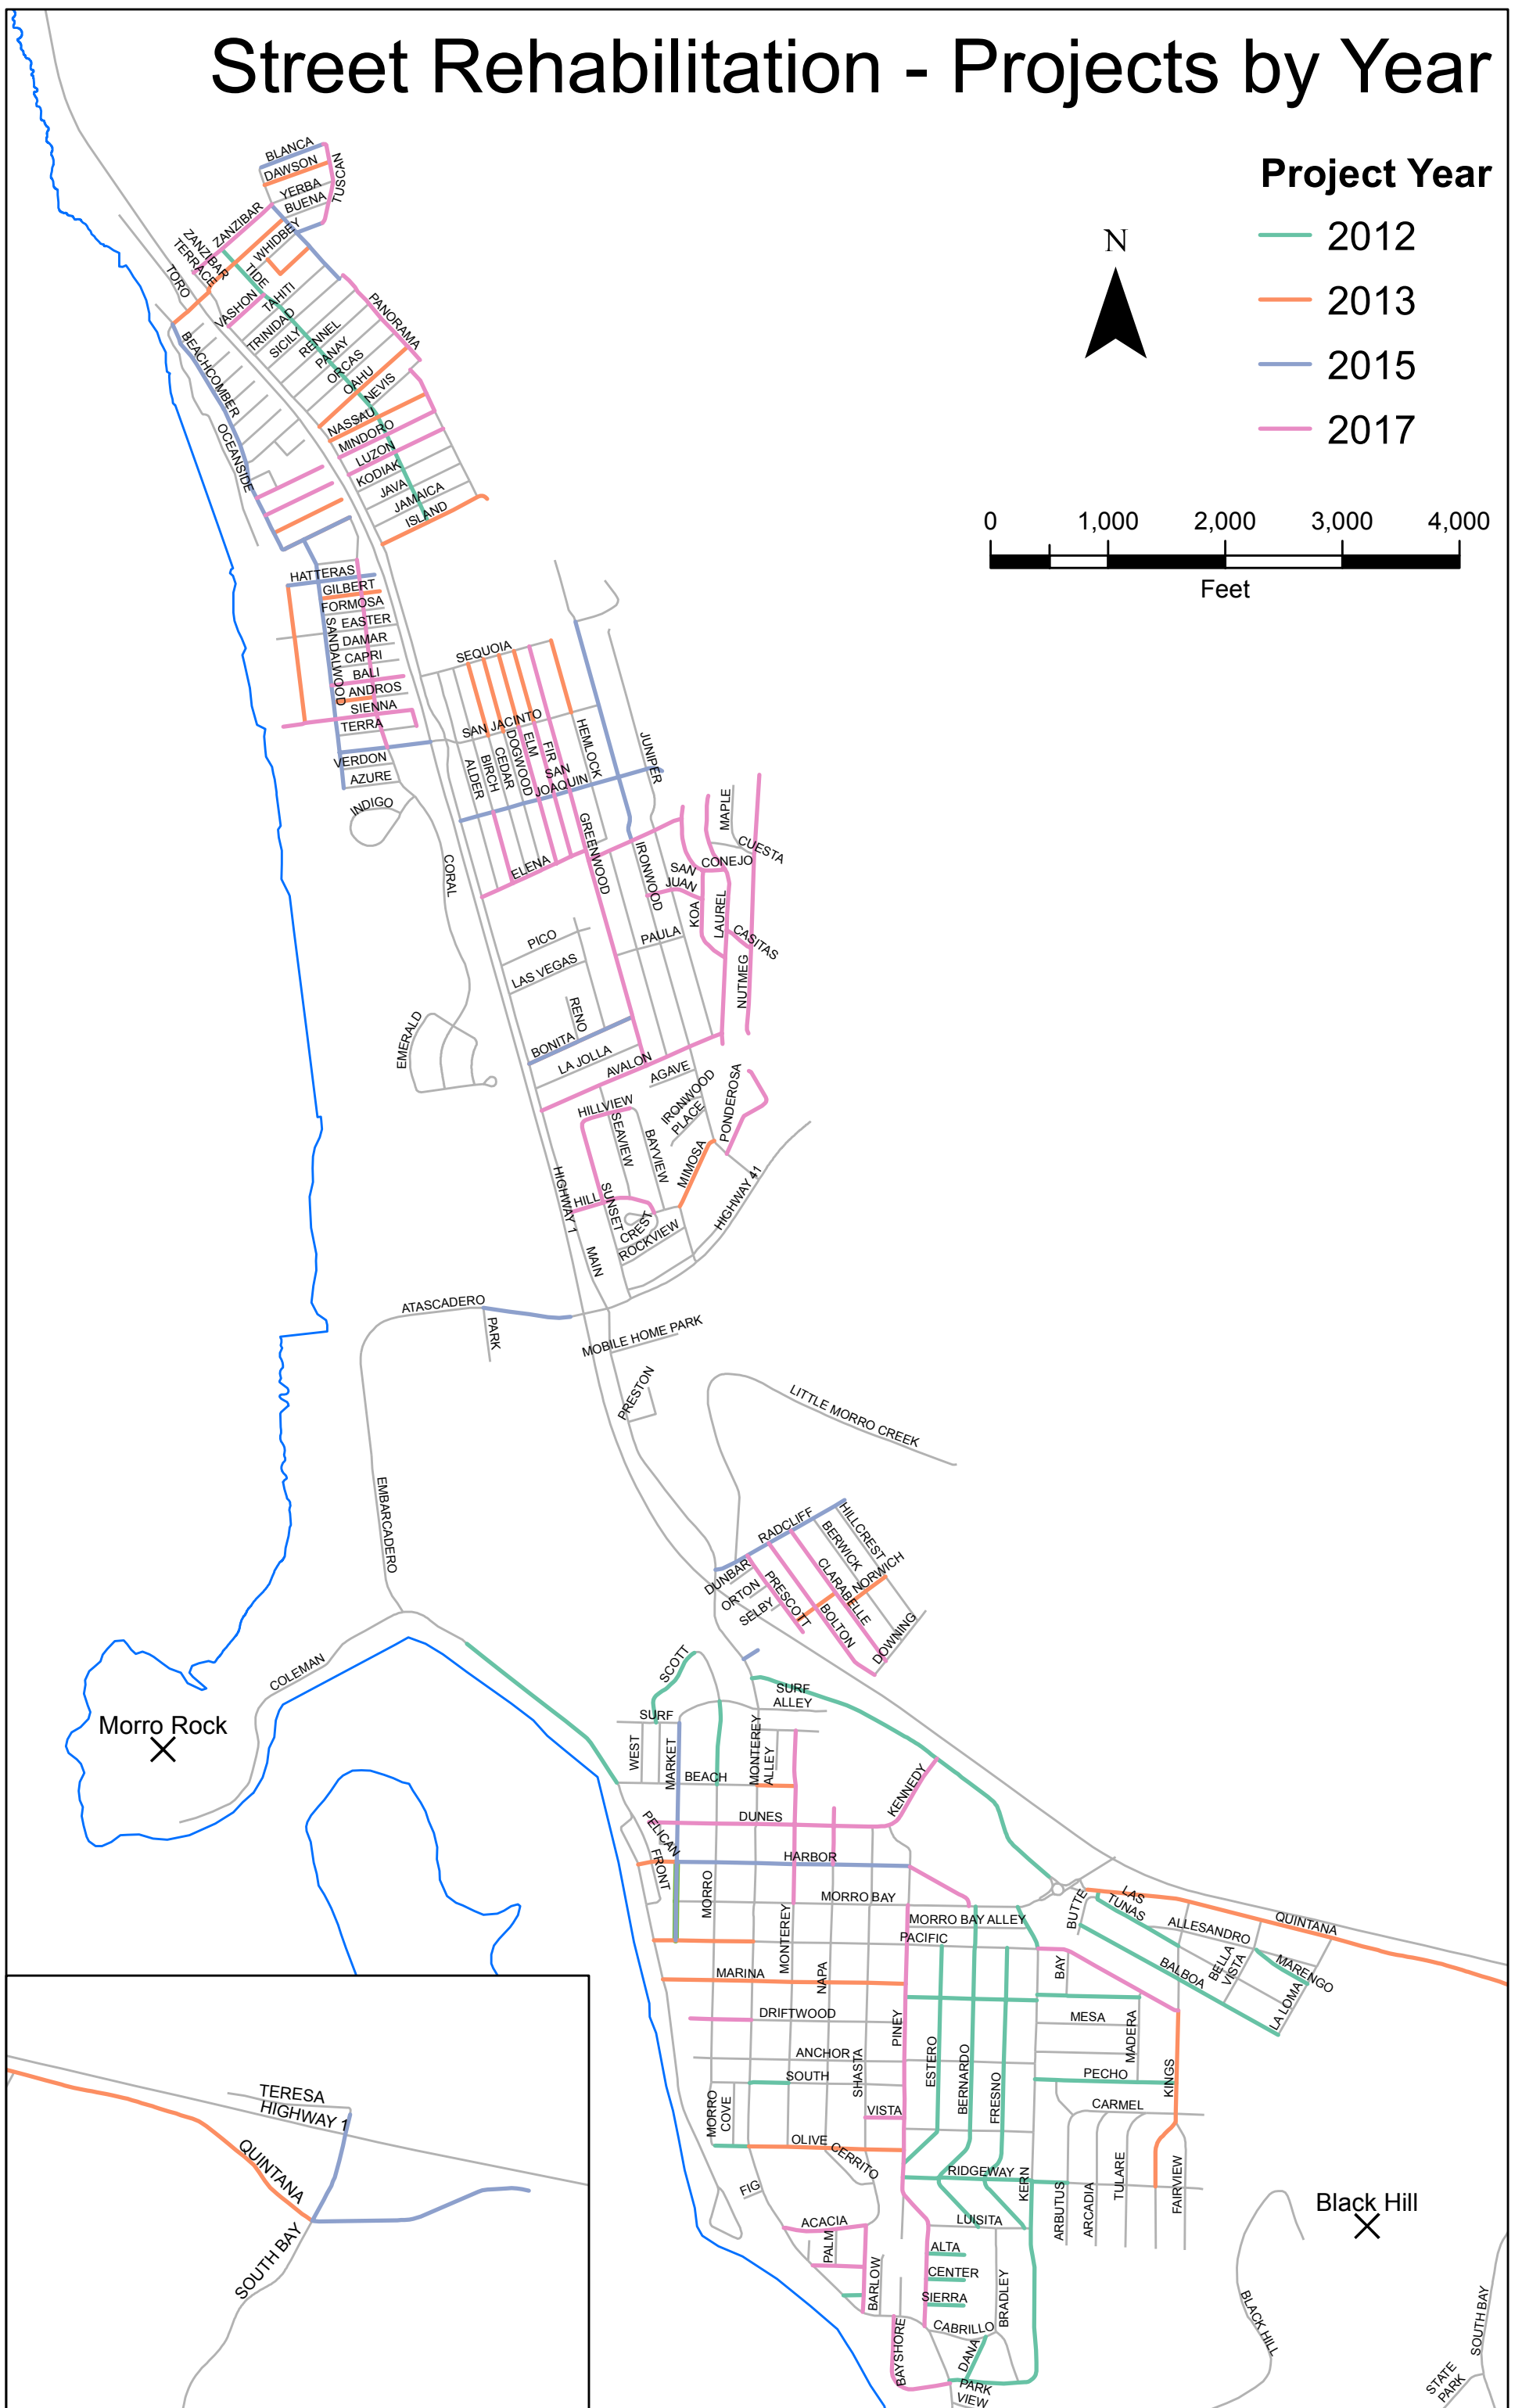 Street Rehabilitation - Projects by Year
Project Year
2012
2013
2015
2017
N
0 1,000 2,000 3,000 4,000
Feet
BLANCA
DAWSON
YERBA
BUENA
TUSCAN
ZANZIBAR
WHIDBEY
ZANZIBAR
TERRACE
TIDE
TORO
VASHON
TAHITI
TRINIDAD
SICILY
RENNEL
PANAY
ORCAS
OAHU
NEVIS
PANORAMA
BEACHCOMBER
NASSAU
MINDORO
LUZON
KODIAK
JAVA
JAMAICA
ISLAND
OCEANSIDE
HATTERAS
GILBERT
FORMOSA
EASTER
DAMAR
CAPRI
BALI
ANDROS
SIENNA
TERRA
SANDALWOOD
VERDON
AZURE
INDIGO
SEQUOIA
SAN JACINTO
ALDER
BIRCH
CEDAR
DOGWOOD
ELM
FIR
SAN
JOAQUIN
HEMLOCK
JUNIPER
GREENWOOD
IRONWOOD
ELENA
CORAL
MAPLE
CUESTA
CONEJO
SAN
JUAN
KOA
LAUREL
CASITAS
NUTMEG
PAULA
PICO
LAS VEGAS
RENO
BONITA
LA JOLLA
AVALON
AGAVE
EMERALD
IRONWOOD
PLACE
PONDEROSA
HILLVIEW
SEAVIEW
BAYVIEW
MIMOSA
HIGHWAY 41
HIGHWAY 1
HILL
SUNSET
CREST
ROCKVIEW
MAIN
ATASCADERO
PARK
MOBILE HOME PARK
PRESTON
LITTLE MORRO CREEK
EMBARCADERO
RADCLIFF
HILLCREST
BERWICK
NORWICH
CLARABELLE
DUNBAR
ORTON
SELBY
PRESCOTT
BOLTON
DOWNING
COLEMAN
Morro Rock
SCOTT
SURF
ALLEY
SURF
WEST
MARKET
MONTEREY
ALLEY
BEACH
KENNEDY
DUNES
PELICAN
FRONT
HARBOR
MORRO
MORRO BAY
MORRO BAY ALLEY
MONTEREY
PACIFIC
BUTTE
LAS
TUNAS
ALLESANDRO
QUINTANA
BELLA
VISTA
MARENGO
BALBOA
LA LOMA
BAY
MARINA
NAPA
DRIFTWOOD
PINEY
MESA
MADERA
ANCHOR
SHASTA
ESTERO
BERNARDO
FRESNO
PECHO
KINGS
SOUTH
MORRO
COVE
VISTA
CARMEL
OLIVE
CERRITO
RIDGEWAY
KERN
ARBUTUS
ARCADIA
TULARE
FAIRVIEW
FIG
ACACIA
PALM
LUISITA
ALTA
CENTER
SIERRA
BARLOW
BRADLEY
CABRILLO
DANA
BAYSHORE
PARK
VIEW
Black Hill
BLACK HILL
SOUTH BAY
STATE
PARK
TERESA
HIGHWAY 1
QUINTANA
SOUTH BAY